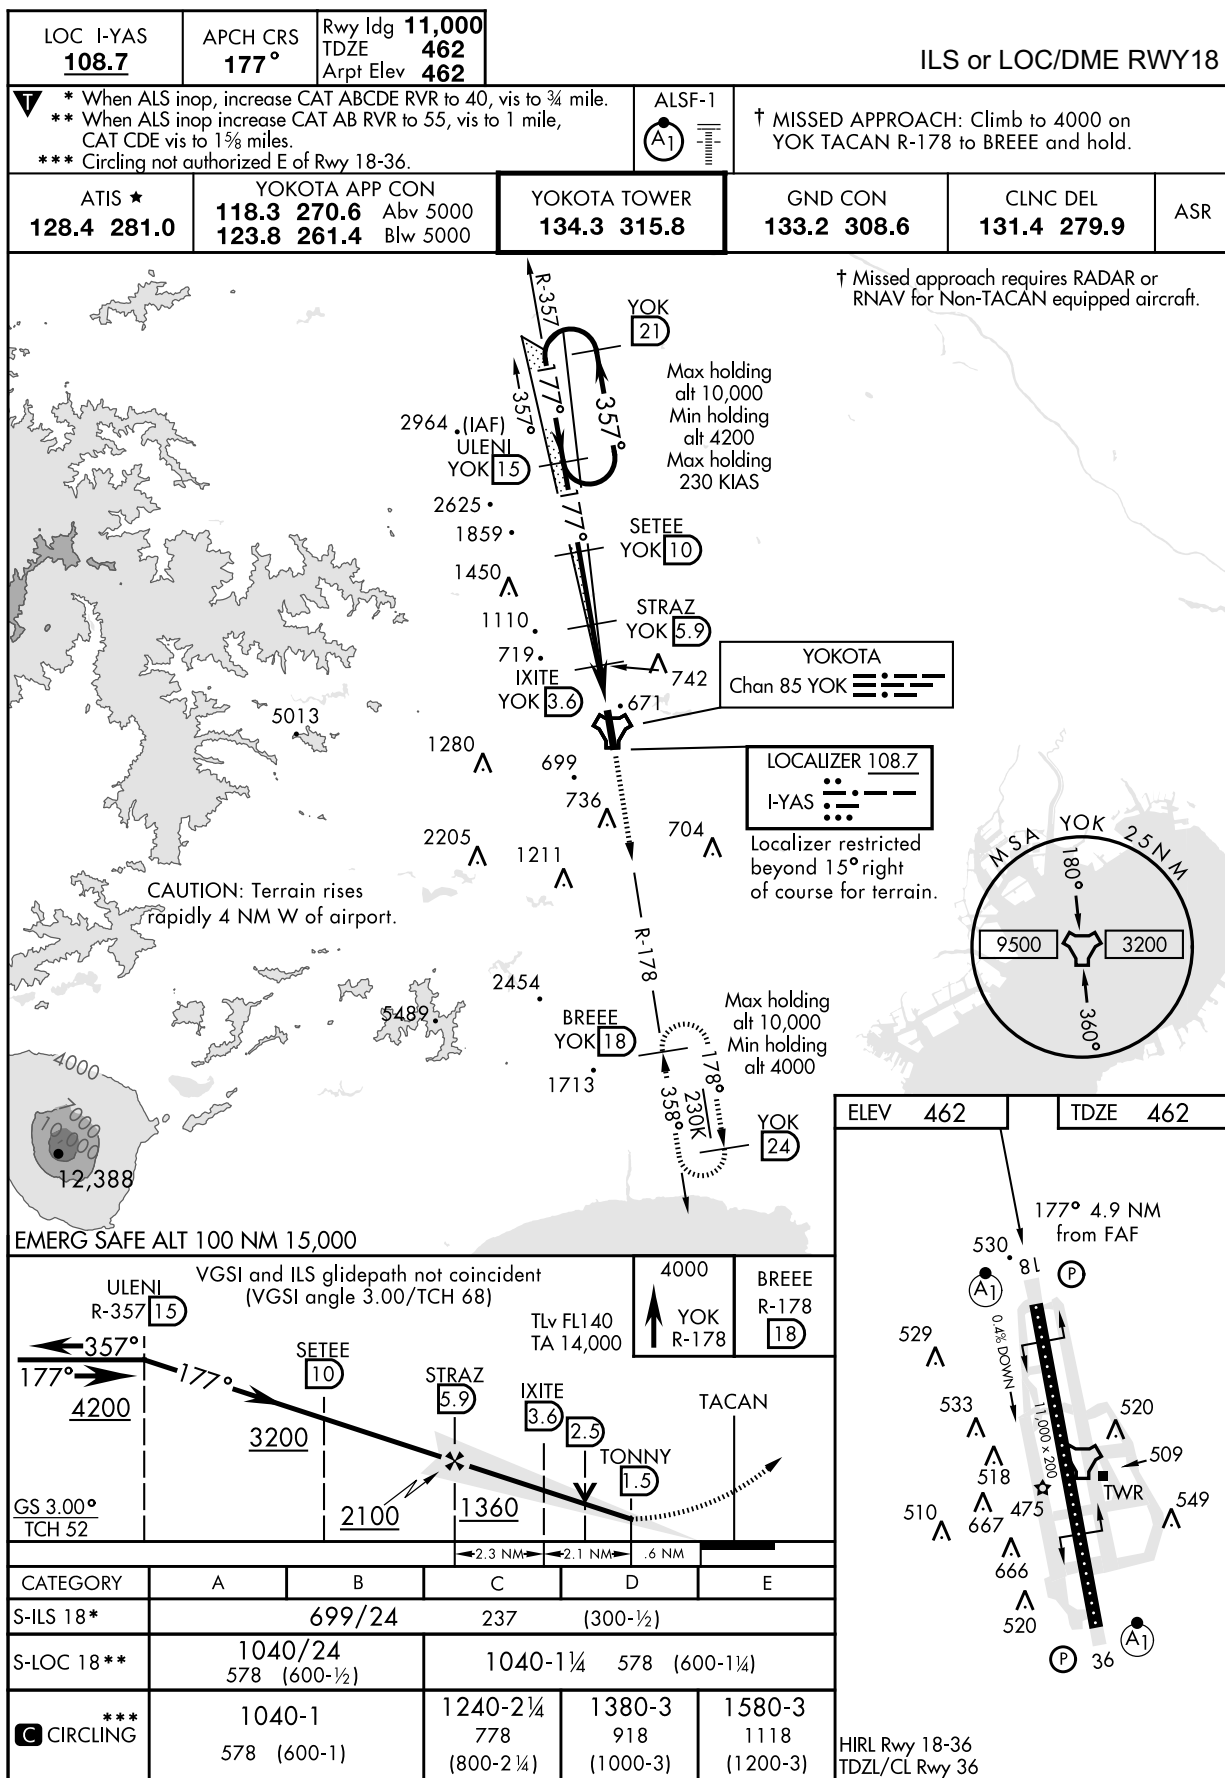 LOC I-YAS
108.7
APCH CRS
177°
Rwy ldg 11,000
TDZE 462
Arpt Elev 462
ILS or LOC/DME RWY18
T
* When ALS inop, increase CAT ABCDE RVR to 40, vis to ¾ mile.
** When ALS inop increase CAT AB RVR to 55, vis to 1 mile,
CAT CDE vis to 1⅝ miles.
*** Circling not authorized E of Rwy 18-36.
ALSF-1
A1
† MISSED APPROACH: Climb to 4000 on
YOK TACAN R-178 to BREEE and hold.
ATIS ★
128.4 281.0
YOKOTA APP CON
118.3 270.6 Abv 5000
123.8 261.4 Blw 5000
YOKOTA TOWER
134.3 315.8
GND CON
133.2 308.6
CLNC DEL
131.4 279.9
ASR
† Missed approach requires RADAR or
RNAV for Non-TACAN equipped aircraft.
R-357
YOK
21
357°
177°
357°
Max holding
alt 10,000
Min holding
alt 4200
Max holding
230 KIAS
2964
(IAF)
ULENI
YOK 15
177°
2625
1859
SETEE
YOK 10
1450
STRAZ
YOK 5.9
1110
719
742
IXITE
YOK 3.6
671
YOKOTA
Chan 85 YOK
5013
1280
699
LOCALIZER 108.7
I-YAS
736
704
Localizer restricted
beyond 15° right
of course for terrain.
2205
1211
CAUTION: Terrain rises
rapidly 4 NM W of airport.
MSA YOK 25NM
180°
9500
3200
360°
R-178
2454
5489
BREEE
YOK 18
1713
Max holding
alt 10,000
Min holding
alt 4000
178°
230K
358°
YOK
24
4000
7000
10000
12,388
EMERG SAFE ALT 100 NM 15,000
ELEV 462
TDZE 462
177° 4.9 NM
from FAF
530
18
P
A1
0.4% DOWN
529
533
11,000 x 200
520
518
509
TWR
510
667
475
549
666
520
A1
P
36
HIRL Rwy 18-36
TDZL/CL Rwy 36
VGSI and ILS glidepath not coincident
(VGSI angle 3.00/TCH 68)
ULENI
R-357 15
357°
177°
4200
177°
SETEE
10
3200
STRAZ
5.9
2100
IXITE
3.6
1360
2.5
TONNY
1.5
TACAN
TLv FL140
TA 14,000
4000
YOK
R-178
BREEE
R-178
18
GS 3.00°
TCH 52
2.3 NM
2.1 NM
.6 NM
CATEGORY A B C D E
S-ILS 18* 699/24 237 (300-½)
S-LOC 18** 1040/24 578 (600-½) 1040-1¼ 578 (600-1¼)
C CIRCLING *** 1040-1 578 (600-1) 1240-2¼ 778 (800-2¼) 1380-3 918 (1000-3) 1580-3 1118 (1200-3)